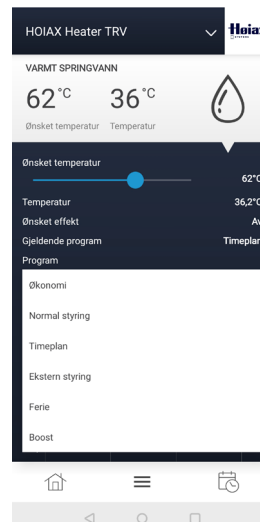 HOIAX Heater TRV
VARMT SPRINGVANN
62°C 36°C
Ønsket temperatur Temperatur
Ønsket temperatur
62°C
Temperatur 36,2°C
Ønsket effekt
Gjeldende program Timeplan
Program
Økonomi
Normal styring
Timeplan
Ekstern styring
Ferie
Boost